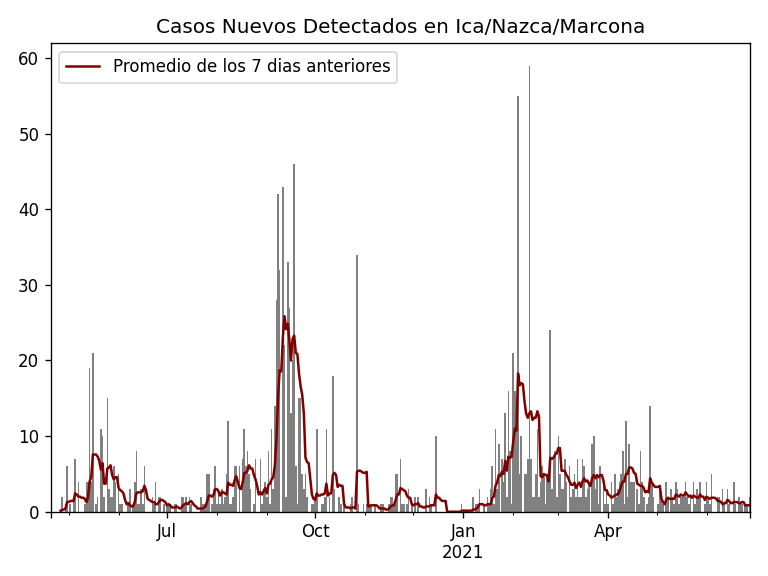 Casos Nuevos Detectados en Ica/Nazca/Marcona
Promedio de los 7 dias anteriores
60
50
40
30
20
10
0
Jul
Oct
Jan
2021
Apr